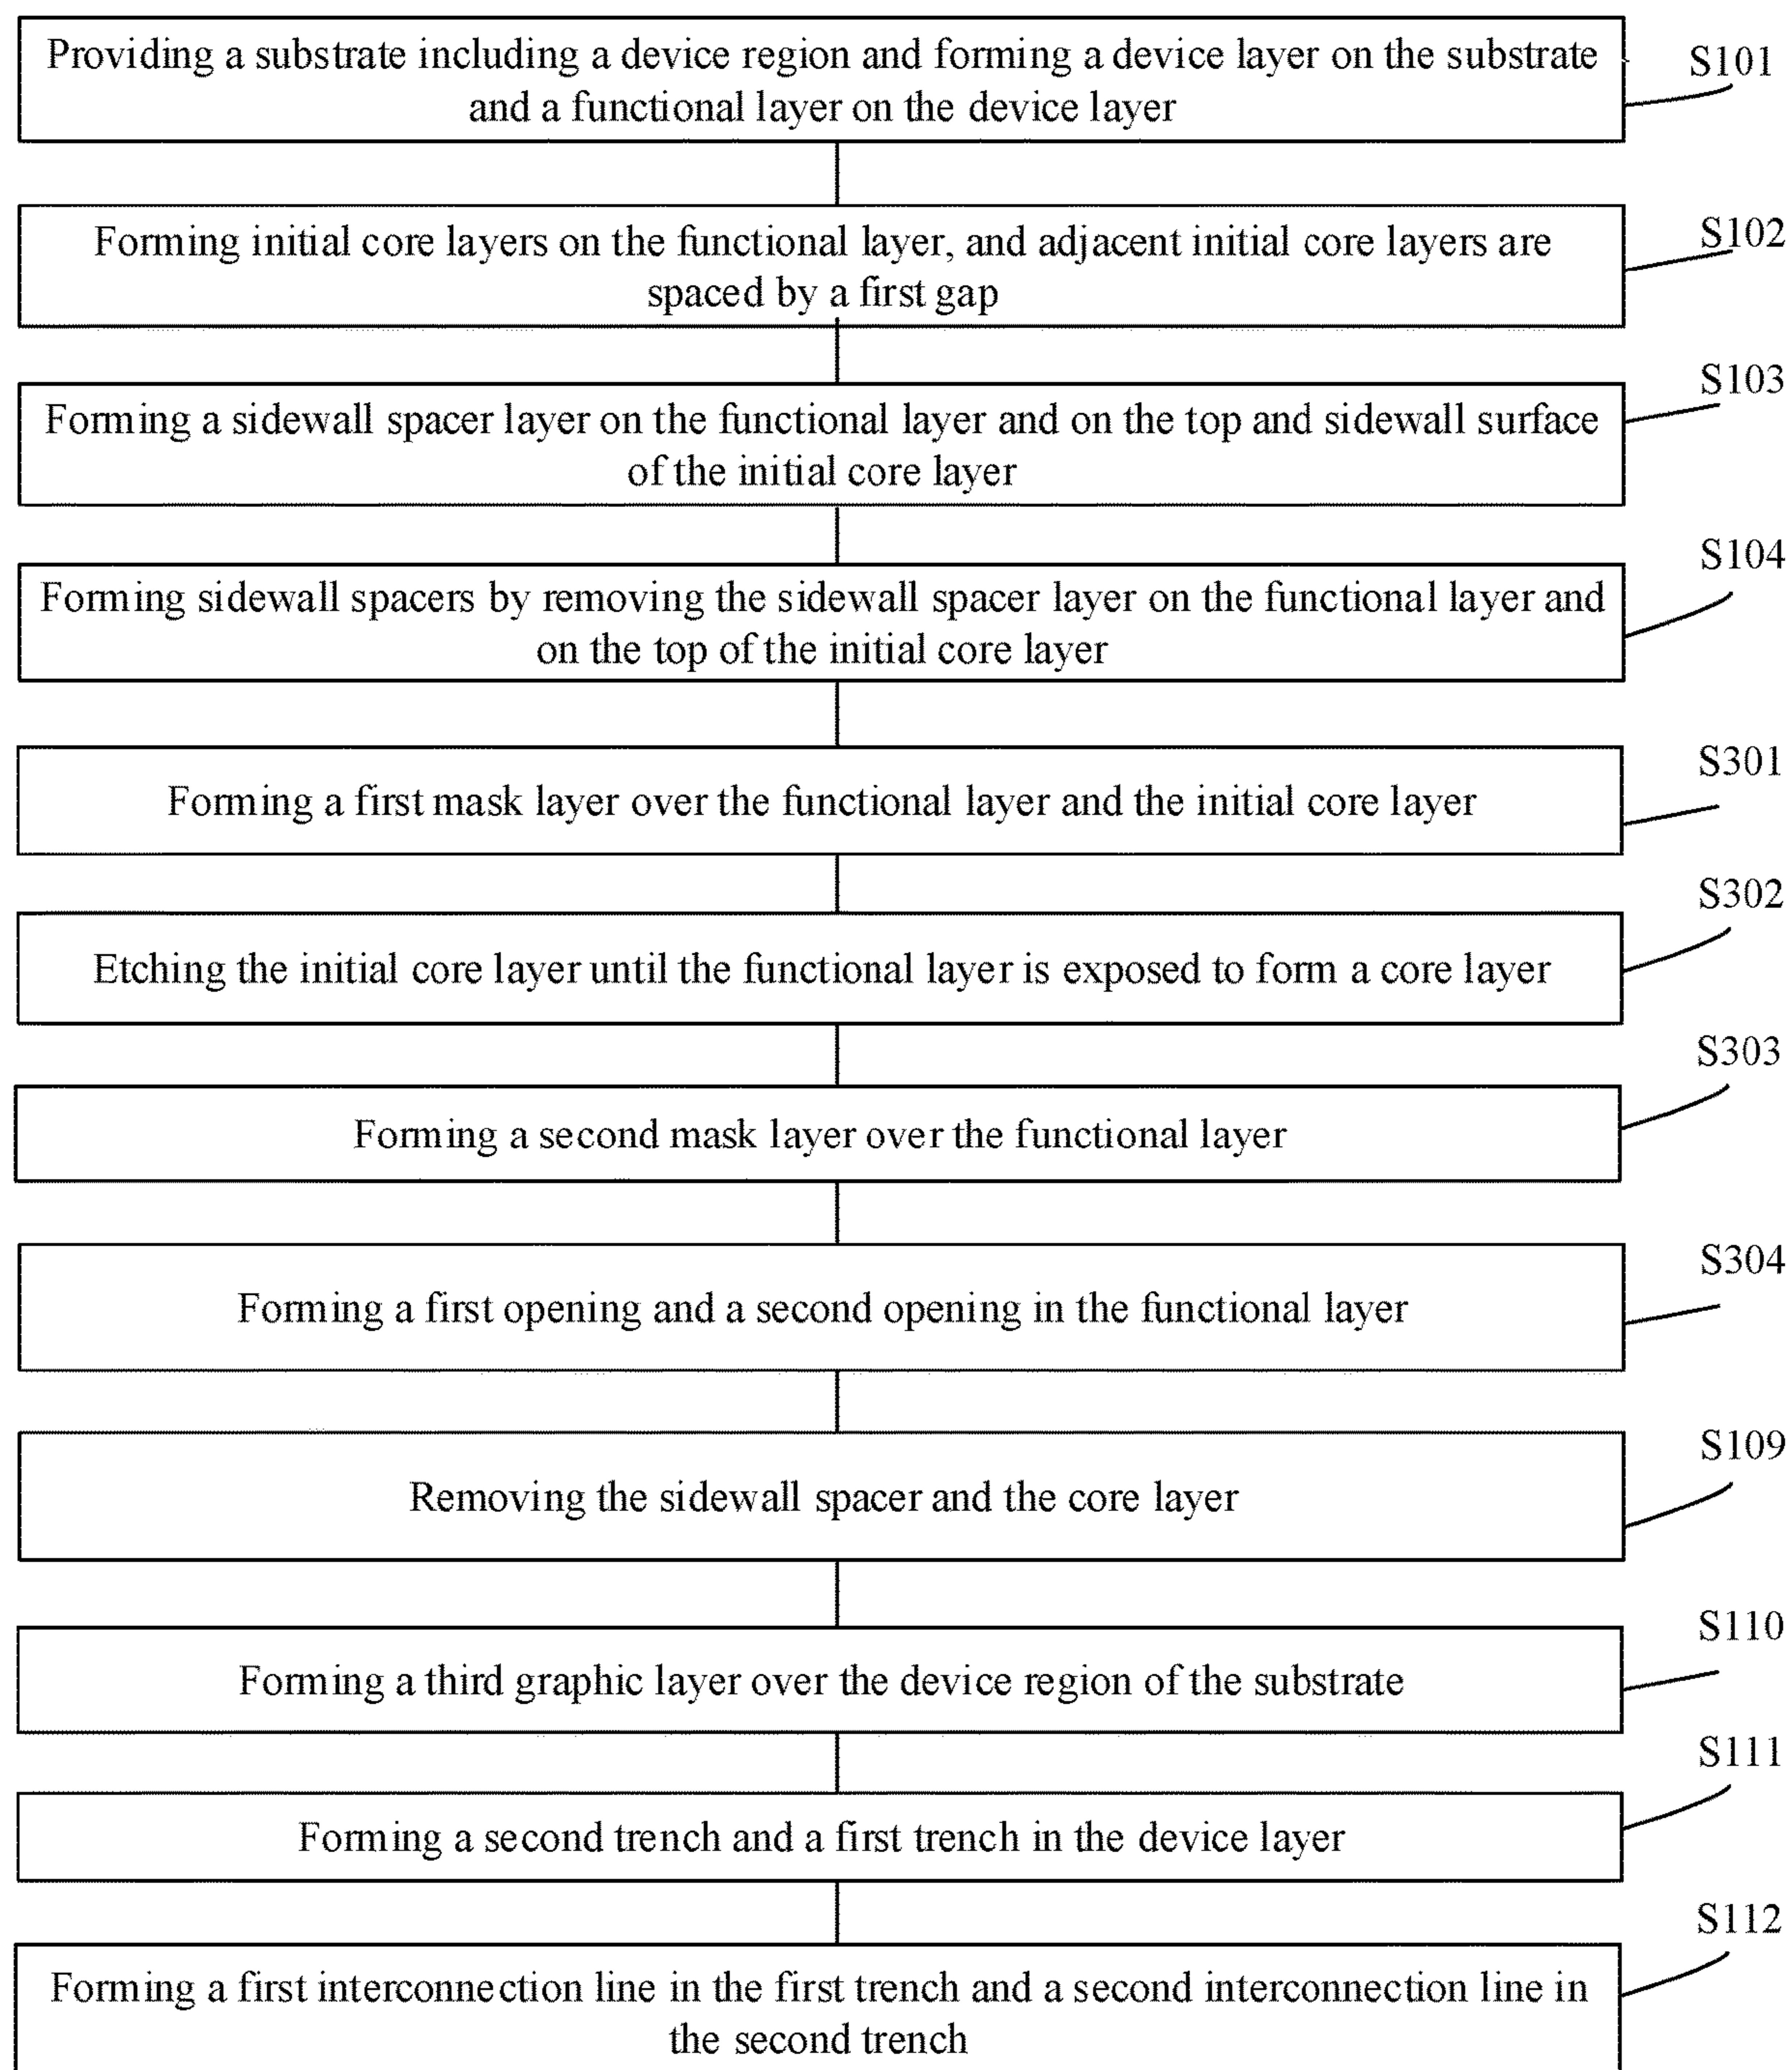 Providing a substrate including a device region and forming a device layer on the substrate
and a functional layer on the device layer
S101
Forming initial core layers on the functional layer, and adjacent initial core layers are
spaced by a first gap
S102
Forming a sidewall spacer layer on the functional layer and on the top and sidewall surface
of the initial core layer
S103
Forming sidewall spacers by removing the sidewall spacer layer on the functional layer and
on the top of the initial core layer
S104
Forming a first mask layer over the functional layer and the initial core layer
S301
Etching the initial core layer until the functional layer is exposed to form a core layer
S302
Forming a second mask layer over the functional layer
S303
Forming a first opening and a second opening in the functional layer
S304
Removing the sidewall spacer and the core layer
S109
Forming a third graphic layer over the device region of the substrate
S110
Forming a second trench and a first trench in the device layer
S111
Forming a first interconnection line in the first trench and a second interconnection line in
the second trench
S112